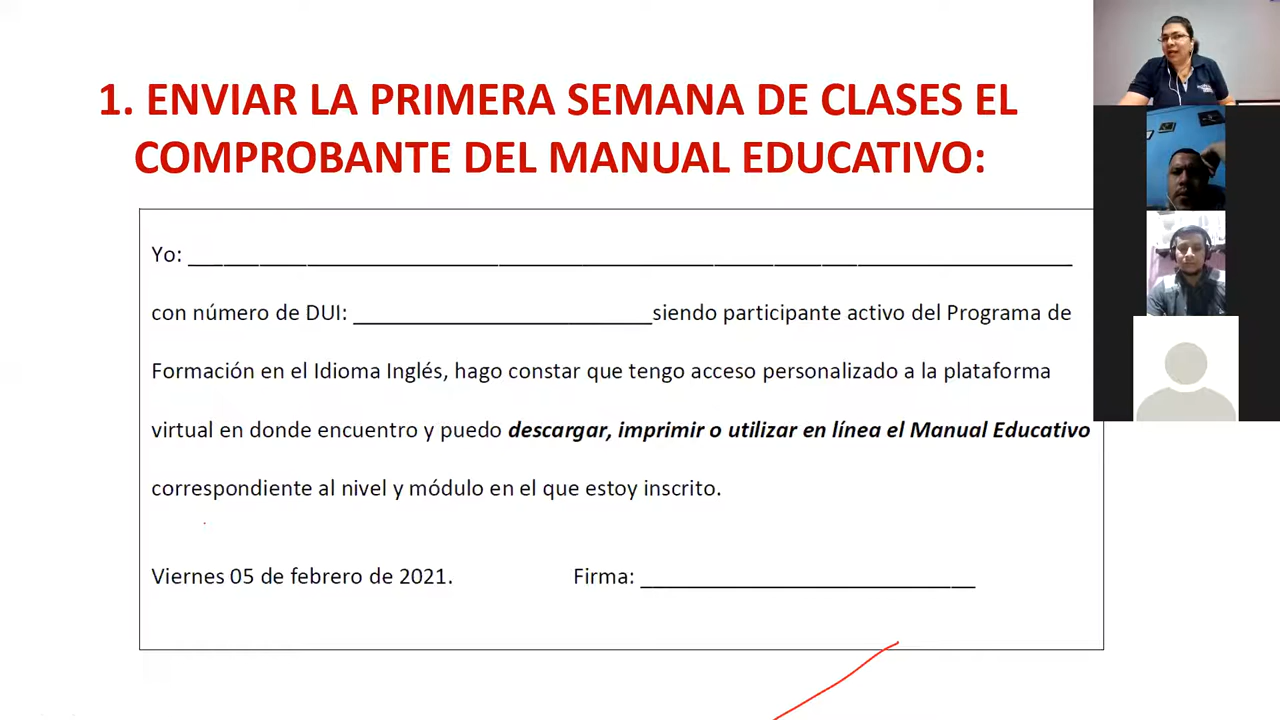 1. ENVIAR LA PRIMERA SEMANA DE CLASES EL
COMPROBANTE DEL MANUAL EDUCATIVO:
Yo: ____________________________________________
con número de DUI: _________________________siendo participante activo del Programa de
Formación en el Idioma Inglés, hago constar que tengo acceso personalizado a la plataforma
virtual en donde encuentro y puedo descargar, imprimir o utilizar en línea el Manual Educativo
correspondiente al nivel y módulo en el que estoy inscrito.
Viernes 05 de febrero de 2021. Firma: ____________________________